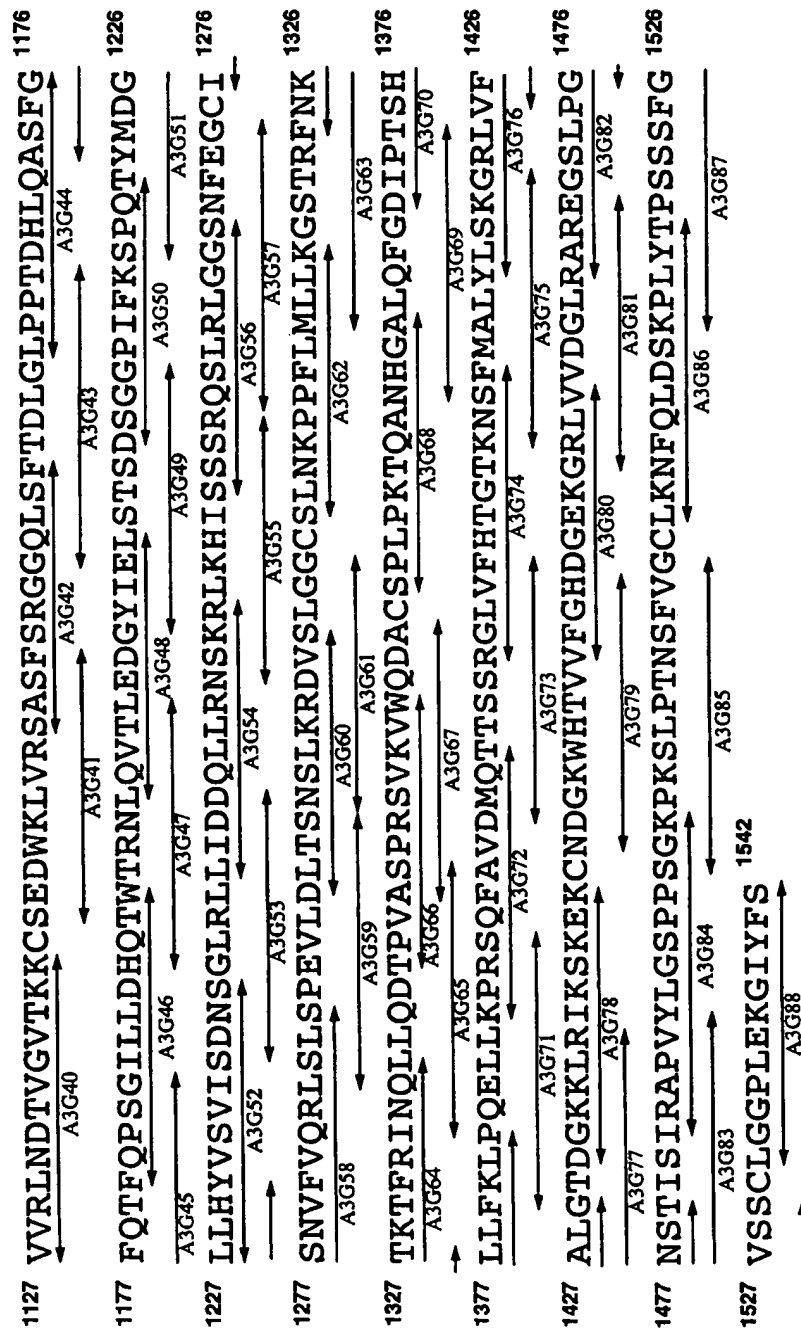 1127 VVRLNDTVGVTKKCSEDWKLVRSASFSRGGQLSFTDLGLPPTDHLQASFG 1176
A3G40 A3G42 A3G44
A3G41 A3G43
1177 FQTFQPSGILLDHQTWTRNLQVTLEDGYIELSTSDSGGPIFKSPQTYMDG 1226
A3G46 A3G48 A3G50
A3G45 A3G47 A3G49 A3G51
1227 LLHYVSVISDNSGLRLLIDDQLLRNSKRLKHISSSRQSLRLGGSNFEGCI 1276
A3G52 A3G54 A3G56
A3G53 A3G55 A3G57
1277 SNVFVQRLSLSPEVLDLTSNSLKRDVSLGGCSLNKPPFLMLLKGSTRFNK 1326
A3G58 A3G60 A3G62
A3G59 A3G61 A3G63
1327 TKTFRINQLLQDTPVASPRSVKVWQDACSPLPKTQANHGALQFGDIPTSH 1376
A3G64 A3G66 A3G68 A3G70
A3G65 A3G67 A3G69
1377 LLFKLPQELLKPRSQFAVDMQTTSSRGLVFHTGTKNSFMALYLSKGRLVF 1426
A3G72 A3G74 A3G76
A3G71 A3G73 A3G75
1427 ALGTDGKKLRIKSKEKCNDGKWHTVVFGHDGEKGRLVVDGLRAREGSLPG 1476
A3G78 A3G80 A3G82
A3G77 A3G79 A3G81
1477 NSTISIRAPVYLGSPPSGKPKSLPTNSFVGCLKNFQLDSKPLYTPSSSFG 1526
A3G84 A3G86
A3G83 A3G85 A3G87
1527 VSSCLGGPLEKGIYFS 1542
A3G88